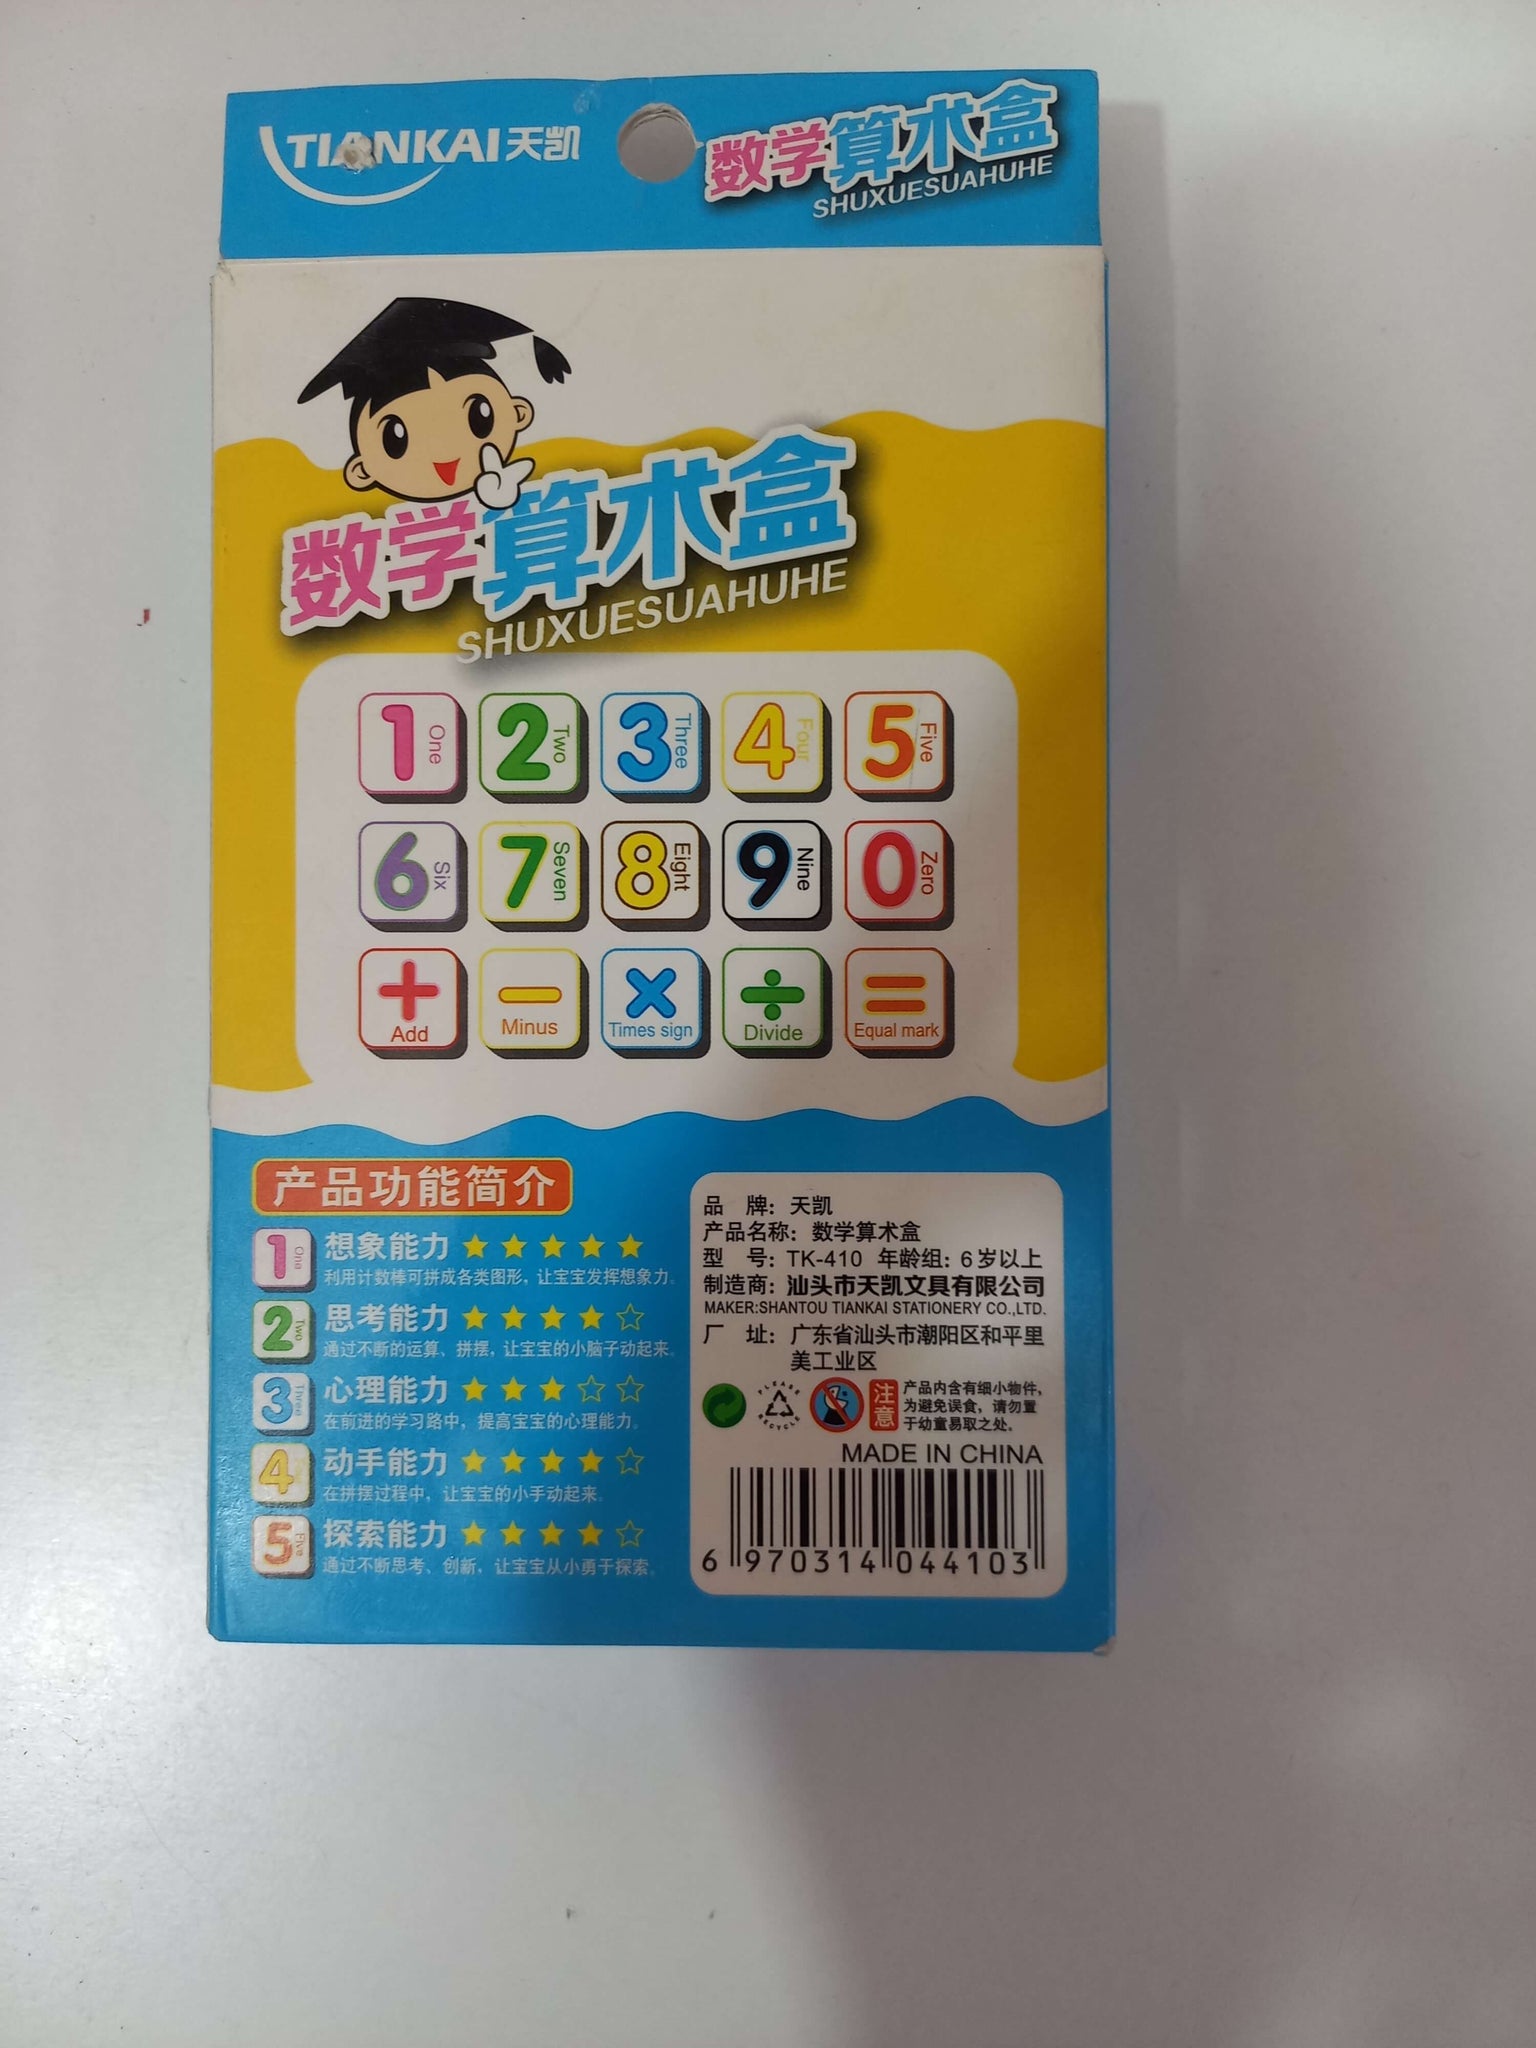 TIANKAI天凯
数学算术盒
SHUXUESUAHUHE
数学算术盒
SHUXUESUAHUHE
1 One
2 Two
3 Three
4 Four
5 Five
6 Six
7 Seven
8 Eight
9 Nine
0 Zero
+ Add
− Minus
× Times sign
÷ Divide
= Equal mark
产品功能简介
1 One
想象能力 ★★★★★
利用计数棒可拼成各类图形，让宝宝发挥想象力。
2 Two
思考能力 ★★★★☆
通过不断的运算、拼摆，让宝宝的小脑子动起来。
3 Three
心理能力 ★★★☆☆
在前进的学习路中，提高宝宝的心理能力。
4
动手能力 ★★★★☆
在拼摆过程中，让宝宝的小手动起来。
5 Five
探索能力 ★★★★☆
通过不断思考、创新，让宝宝从小勇于探索。
品 牌：天凯
产品名称：数学算术盒
型 号：TK-410 年龄组：6岁以上
制造商：汕头市天凯文具有限公司
MAKER:SHANTOU TIANKAI STATIONERY CO.,LTD.
厂 址：广东省汕头市潮阳区和平里
美工业区
PLEASE RECYCLE
注意
产品内含有细小物件，
为避免误食，请勿置
于幼童易取之处。
MADE IN CHINA
6 970314 044103